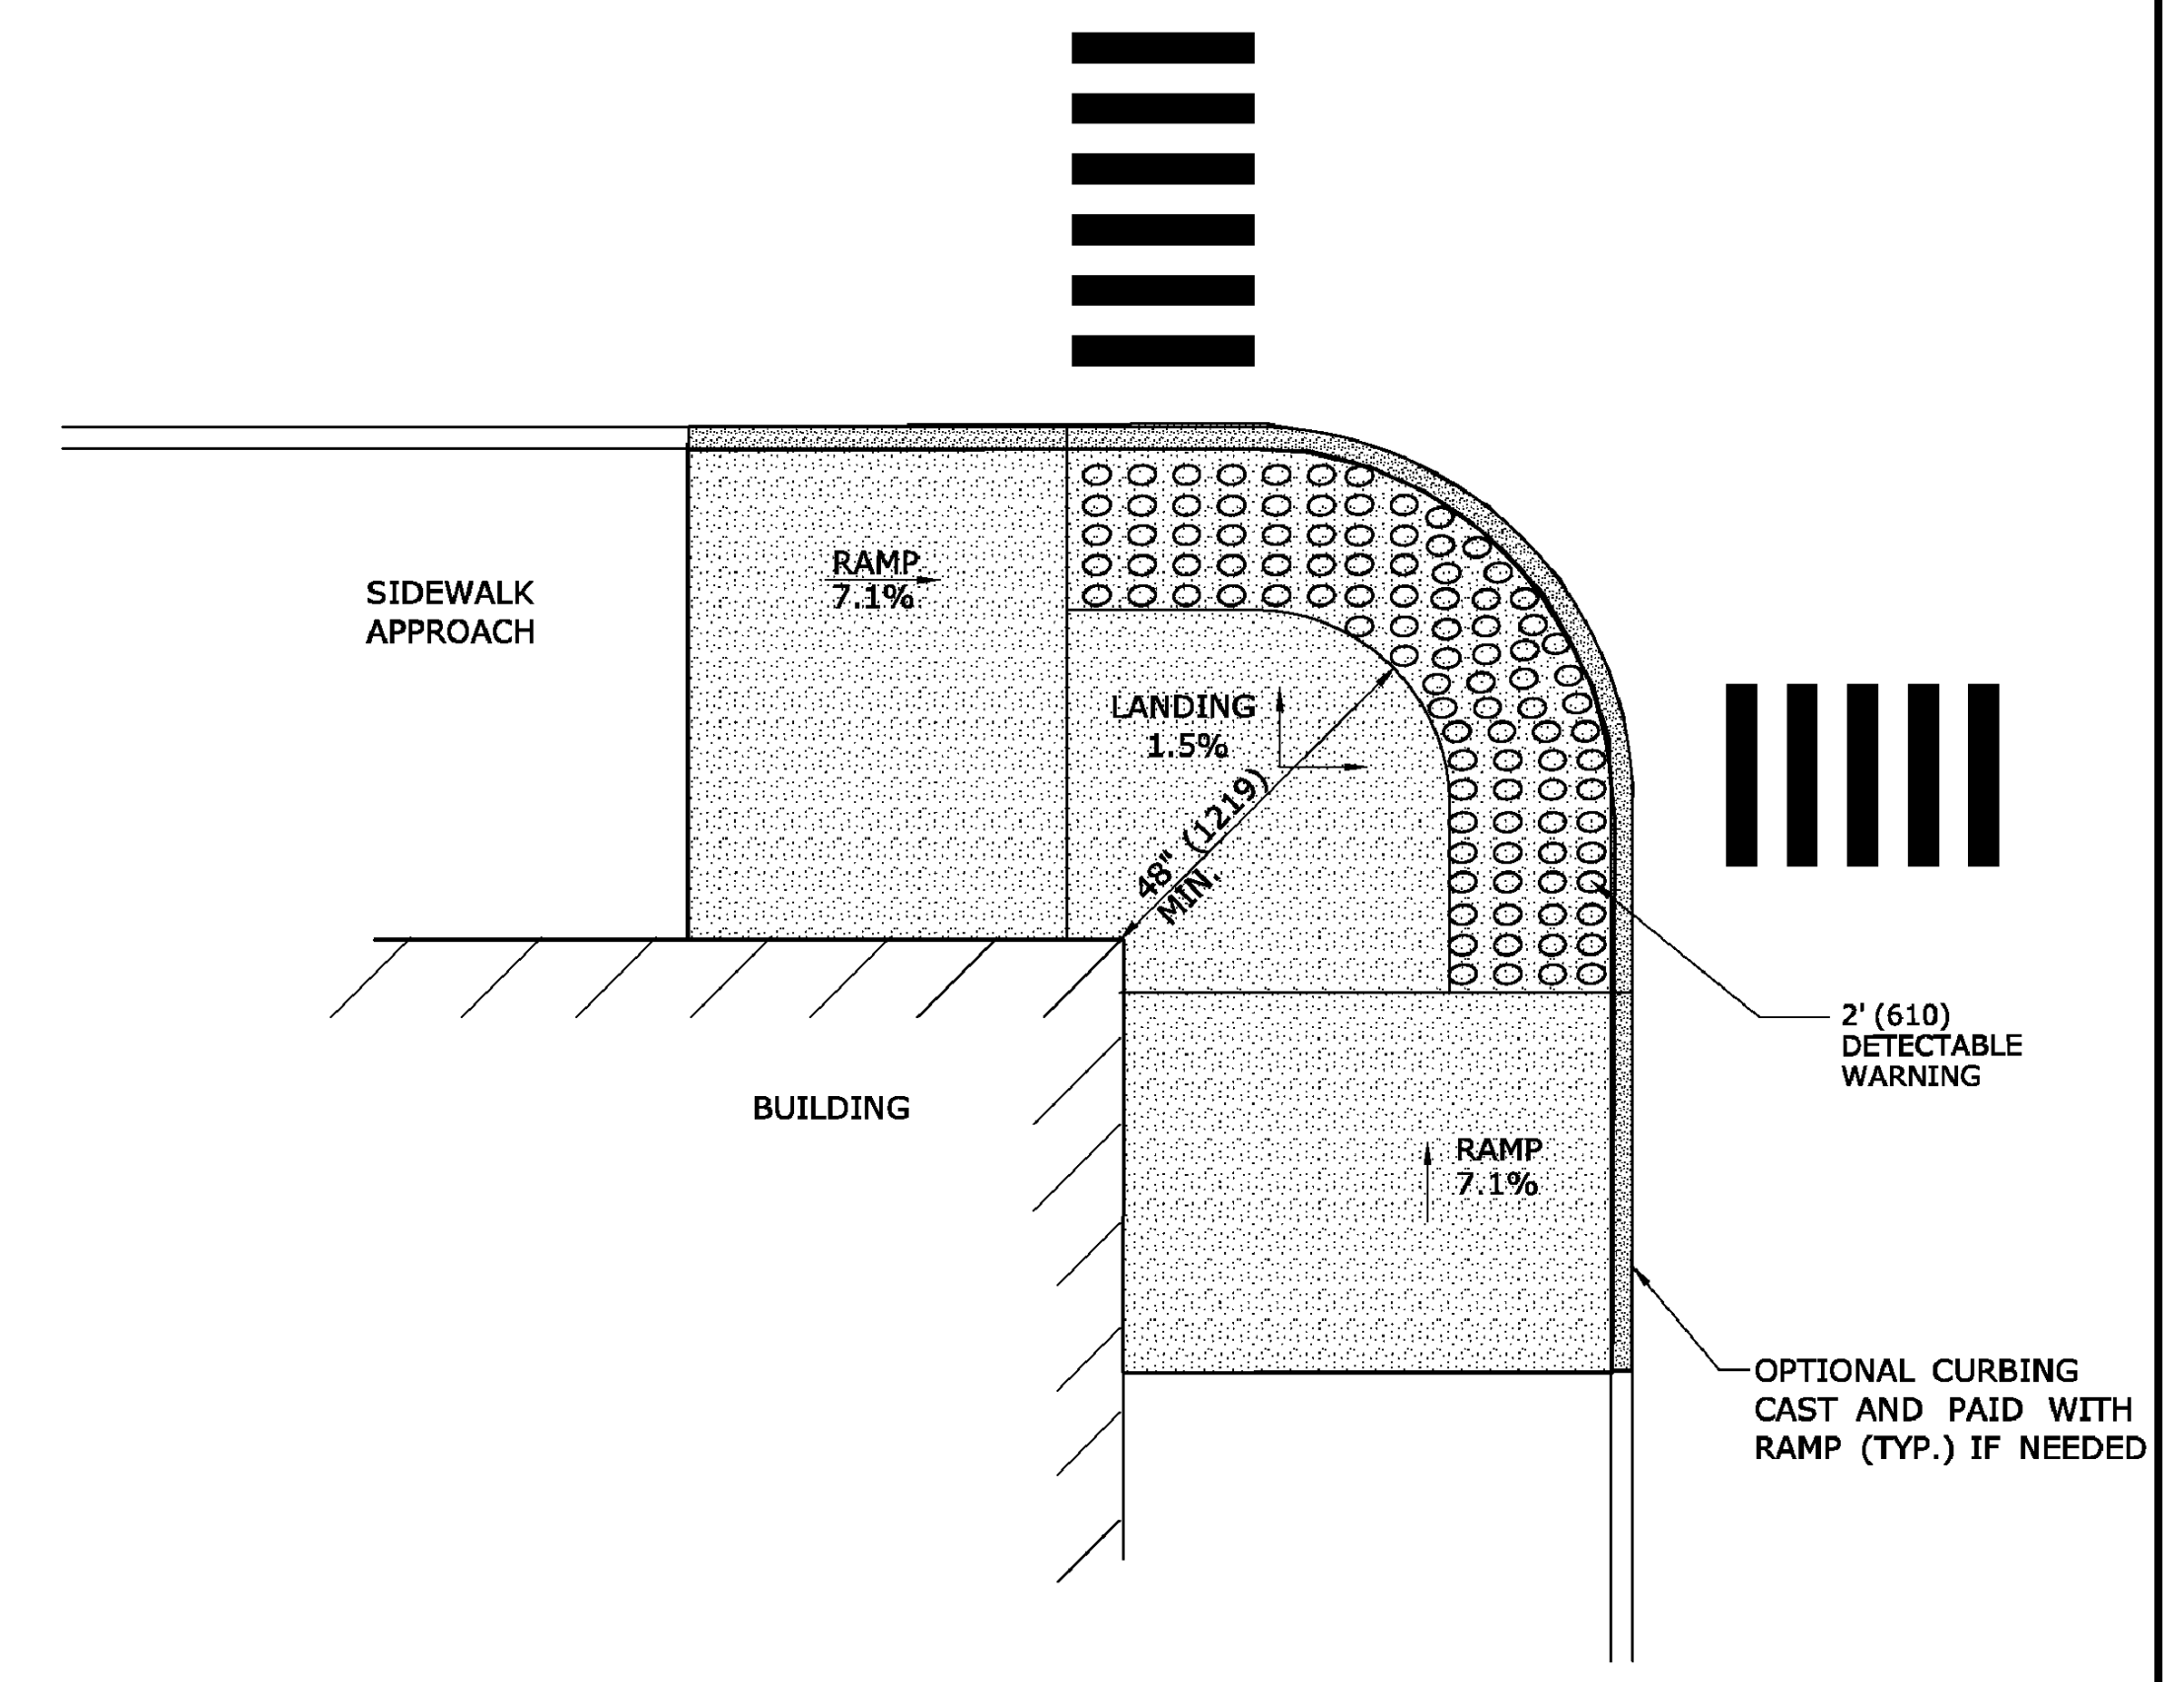 RAMP
7.1%
SIDEWALK
APPROACH
LANDING
1.5%
48" (1219)
MIN.
2' (610)
DETECTABLE
WARNING
BUILDING
RAMP
7.1%
OPTIONAL CURBING
CAST AND PAID WITH
RAMP (TYP.) IF NEEDED